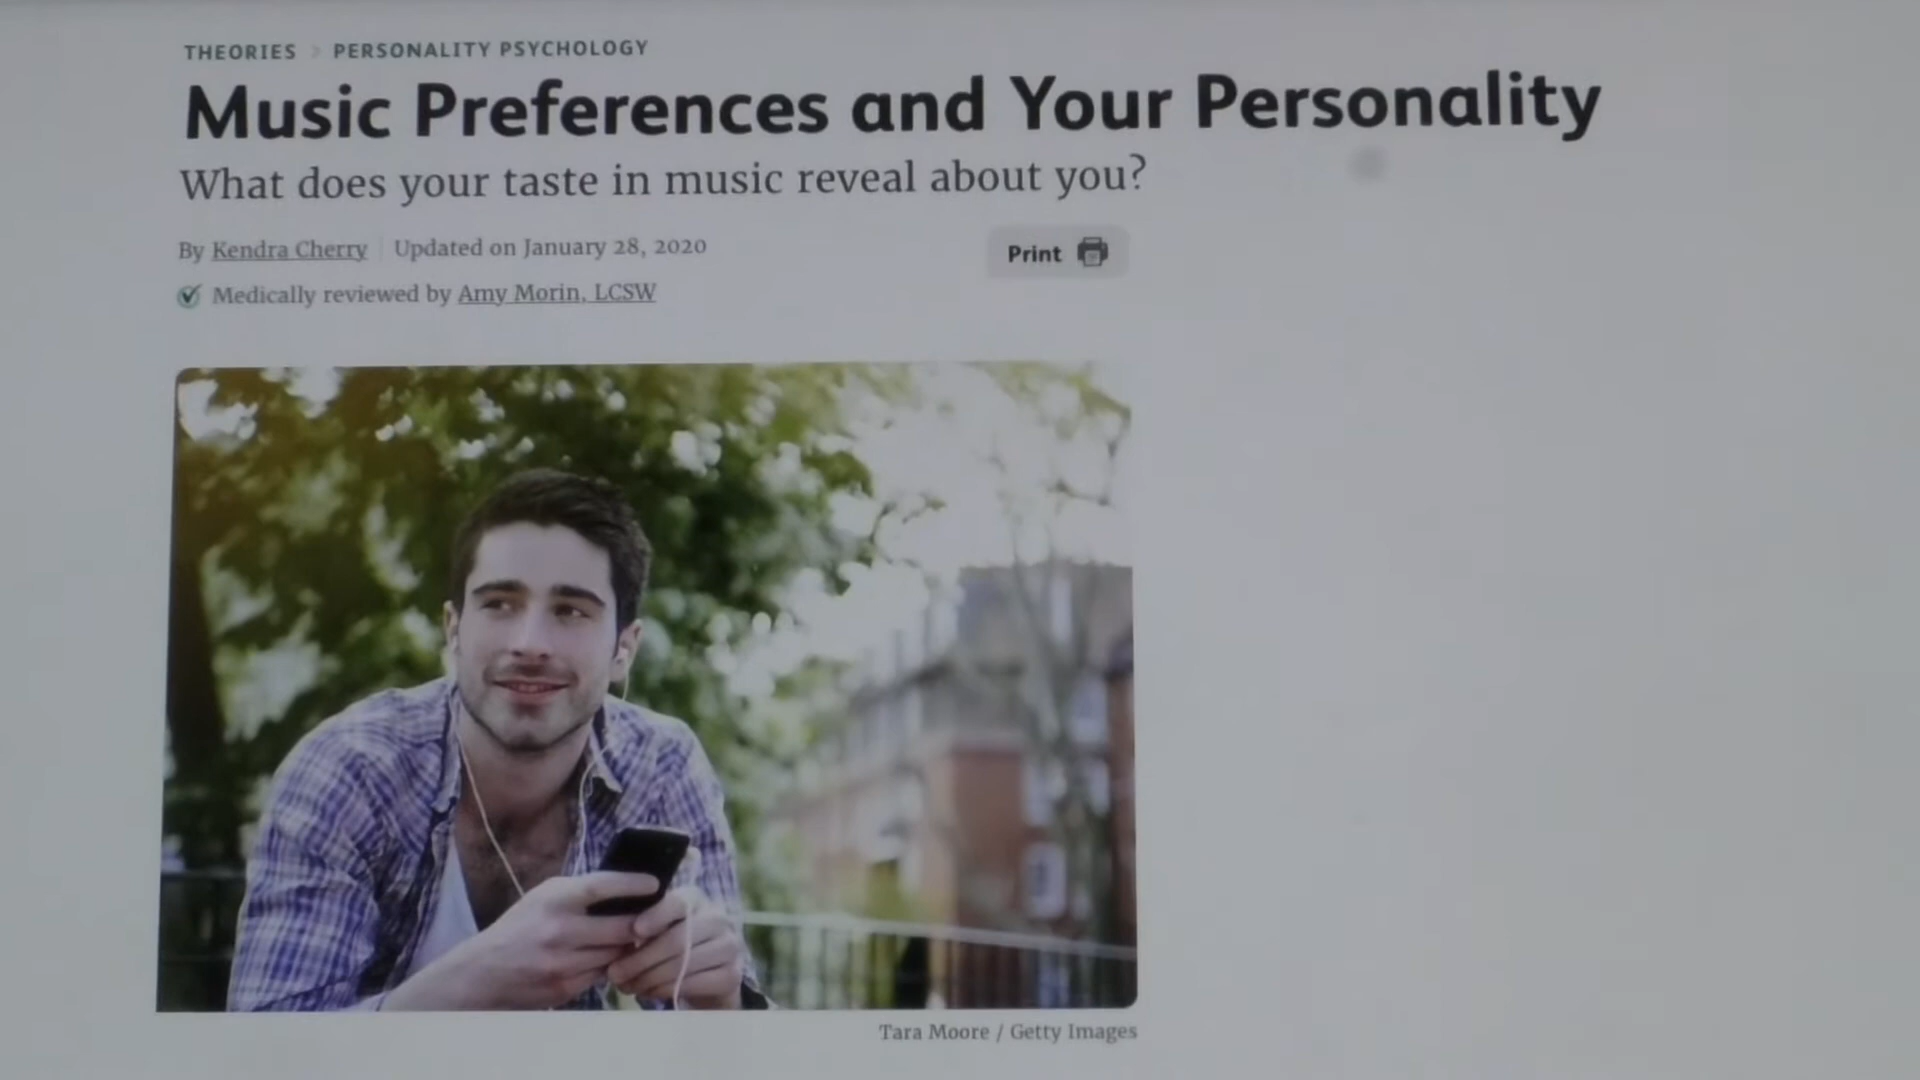 THEORIES > PERSONALITY PSYCHOLOGY
Music Preferences and Your Personality
What does your taste in music reveal about you?
By Kendra Cherry | Updated on January 28, 2020
Print
Medically reviewed by Amy Morin, LCSW
Tara Moore / Getty Images